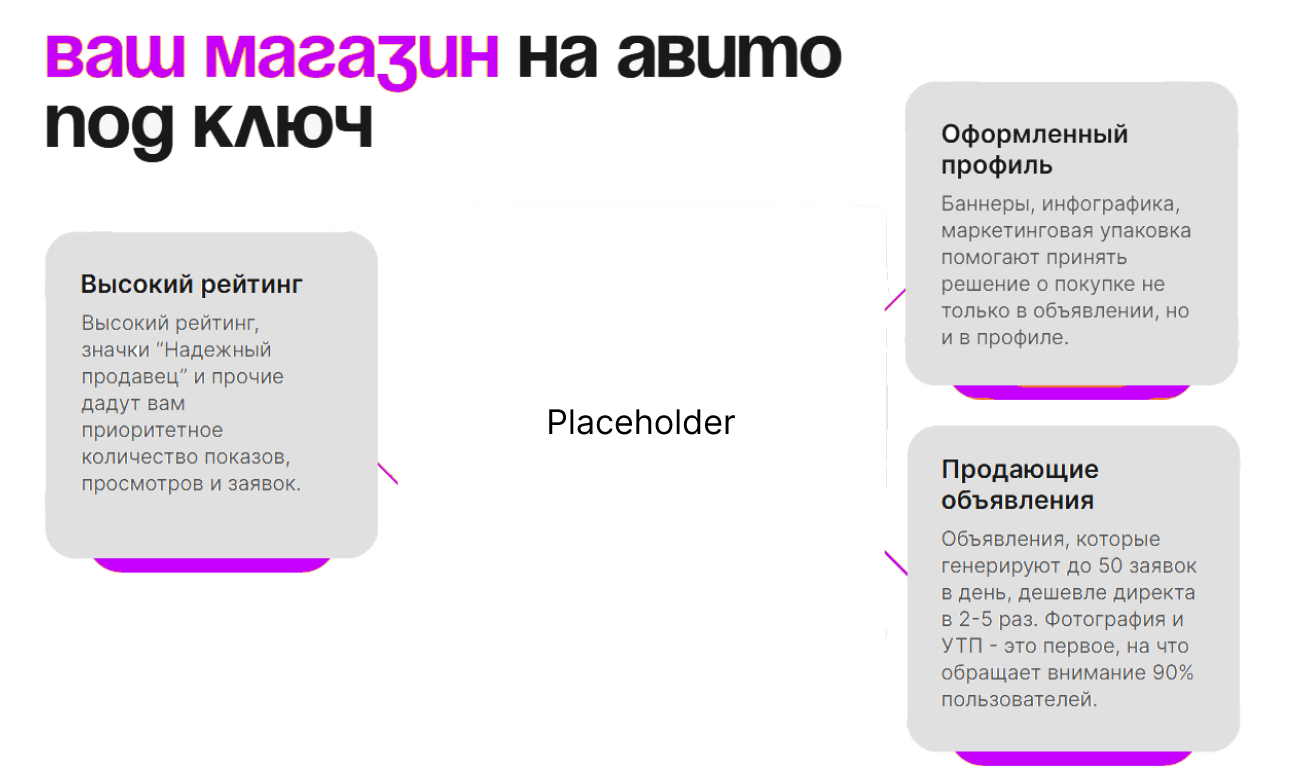 ваш магазин на авито
под ключ
Высокий рейтинг
Высокий рейтинг,
значки “Надежный
продавец” и прочие
дадут вам
приоритетное
количество показов,
просмотров и заявок.
Placeholder
Оформленный
профиль
Баннеры, инфографика,
маркетинговая упаковка
помогают принять
решение о покупке не
только в объявлении, но
и в профиле.
Продающие
объявления
Объявления, которые
генерируют до 50 заявок
в день, дешевле директа
в 2-5 раз. Фотография и
УТП - это первое, на что
обращает внимание 90%
пользователей.